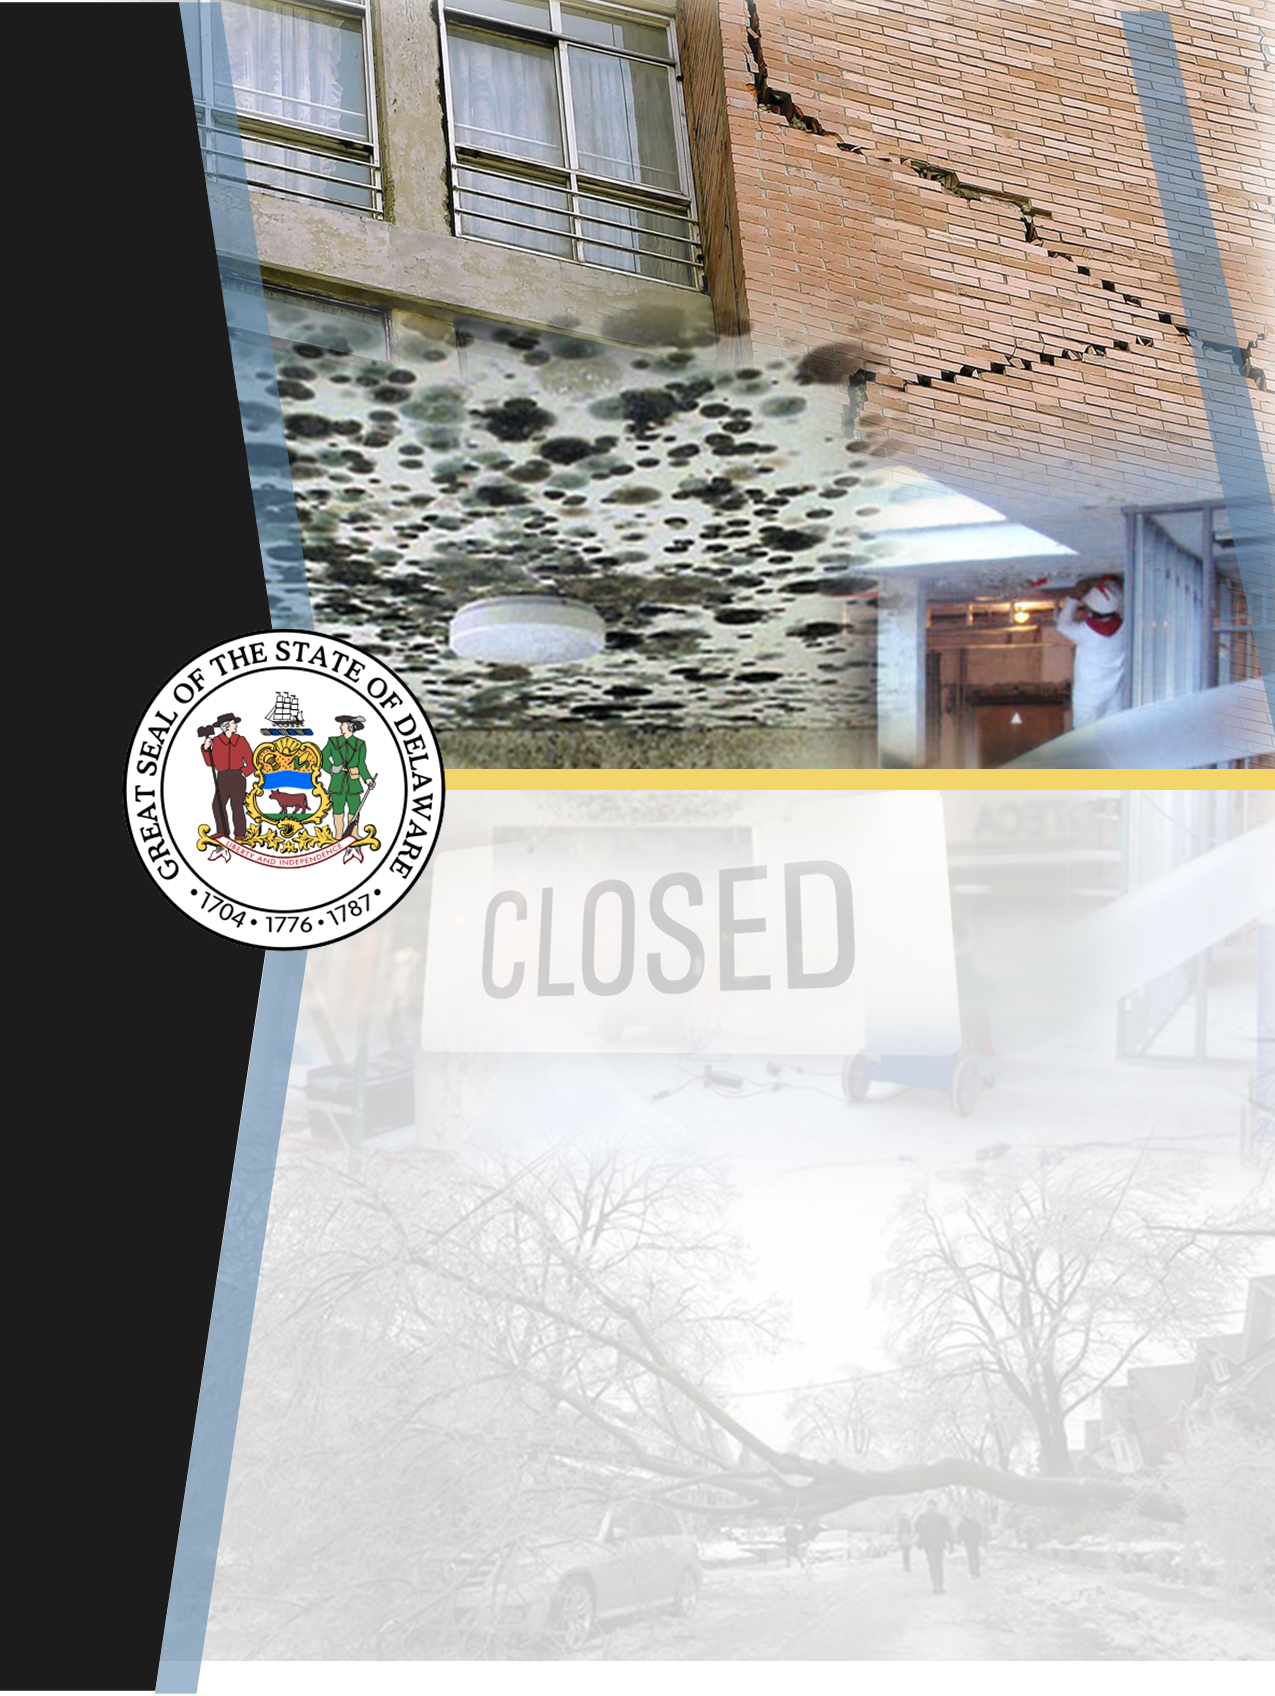 GREAT SEAL OF THE STATE OF DELAWARE
LIBERTY AND INDEPENDENCE
• 1704 • 1776 • 1787 •
CLOSED